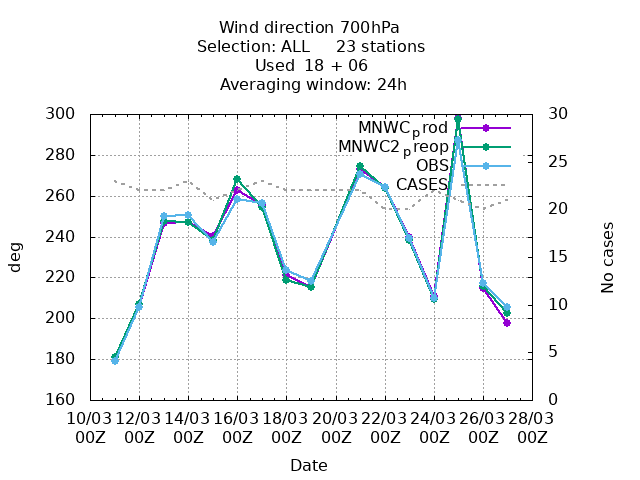 Wind direction 700hPa
Selection: ALL 23 stations
Used 18 + 06
Averaging window: 24h
300
280
260
240
220
200
180
160
deg
30
25
20
15
10
5
0
No cases
MNWC_prod
MNWC2_preop
OBS
CASES
10/03 12/03 14/03 16/03 18/03 20/03 22/03 24/03 26/03 28/03
00Z 00Z 00Z 00Z 00Z 00Z 00Z 00Z 00Z 00Z
Date